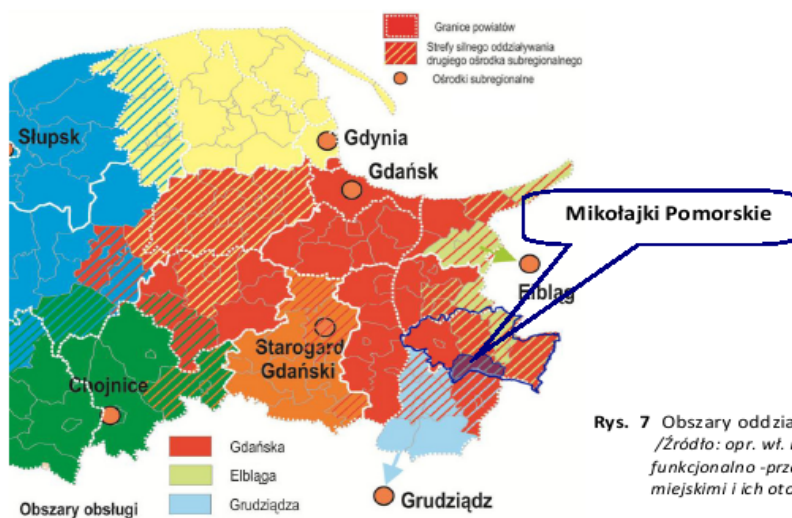 Granice powiatów
Strefy silnego oddziaływania
drugiego ośrodka subregionalnego
Ośrodki subregionalne
Słupsk
Gdynia
Gdańsk
Mikołajki Pomorskie
Elbląg
Starogard
Gdański
Chojnice
Rys. 7 Obszary oddzia
/Źródło: opr. wł.
funkcjonalno -prz
miejskimi i ich oto
Gdańska
Elbląga
Grudziądza
Grudziądz
Obszary obsługi